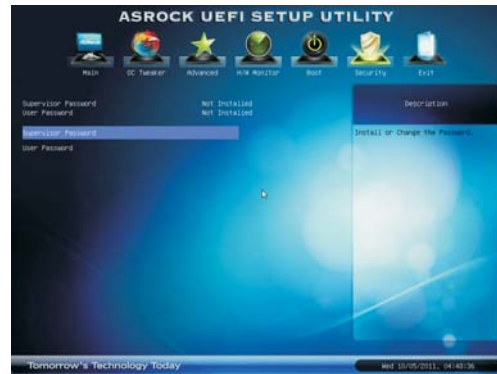 ASROCK UEFI SETUP UTILITY
Main OC Tweaker Advanced H/W Monitor Boot Security Exit
Supervisor Password Not Installed
User Password Not Installed
Supervisor Password
User Password
Description
Install or Change the Password.
Tomorrow's Technology Today
Wed 10/05/2011, 04:48:36